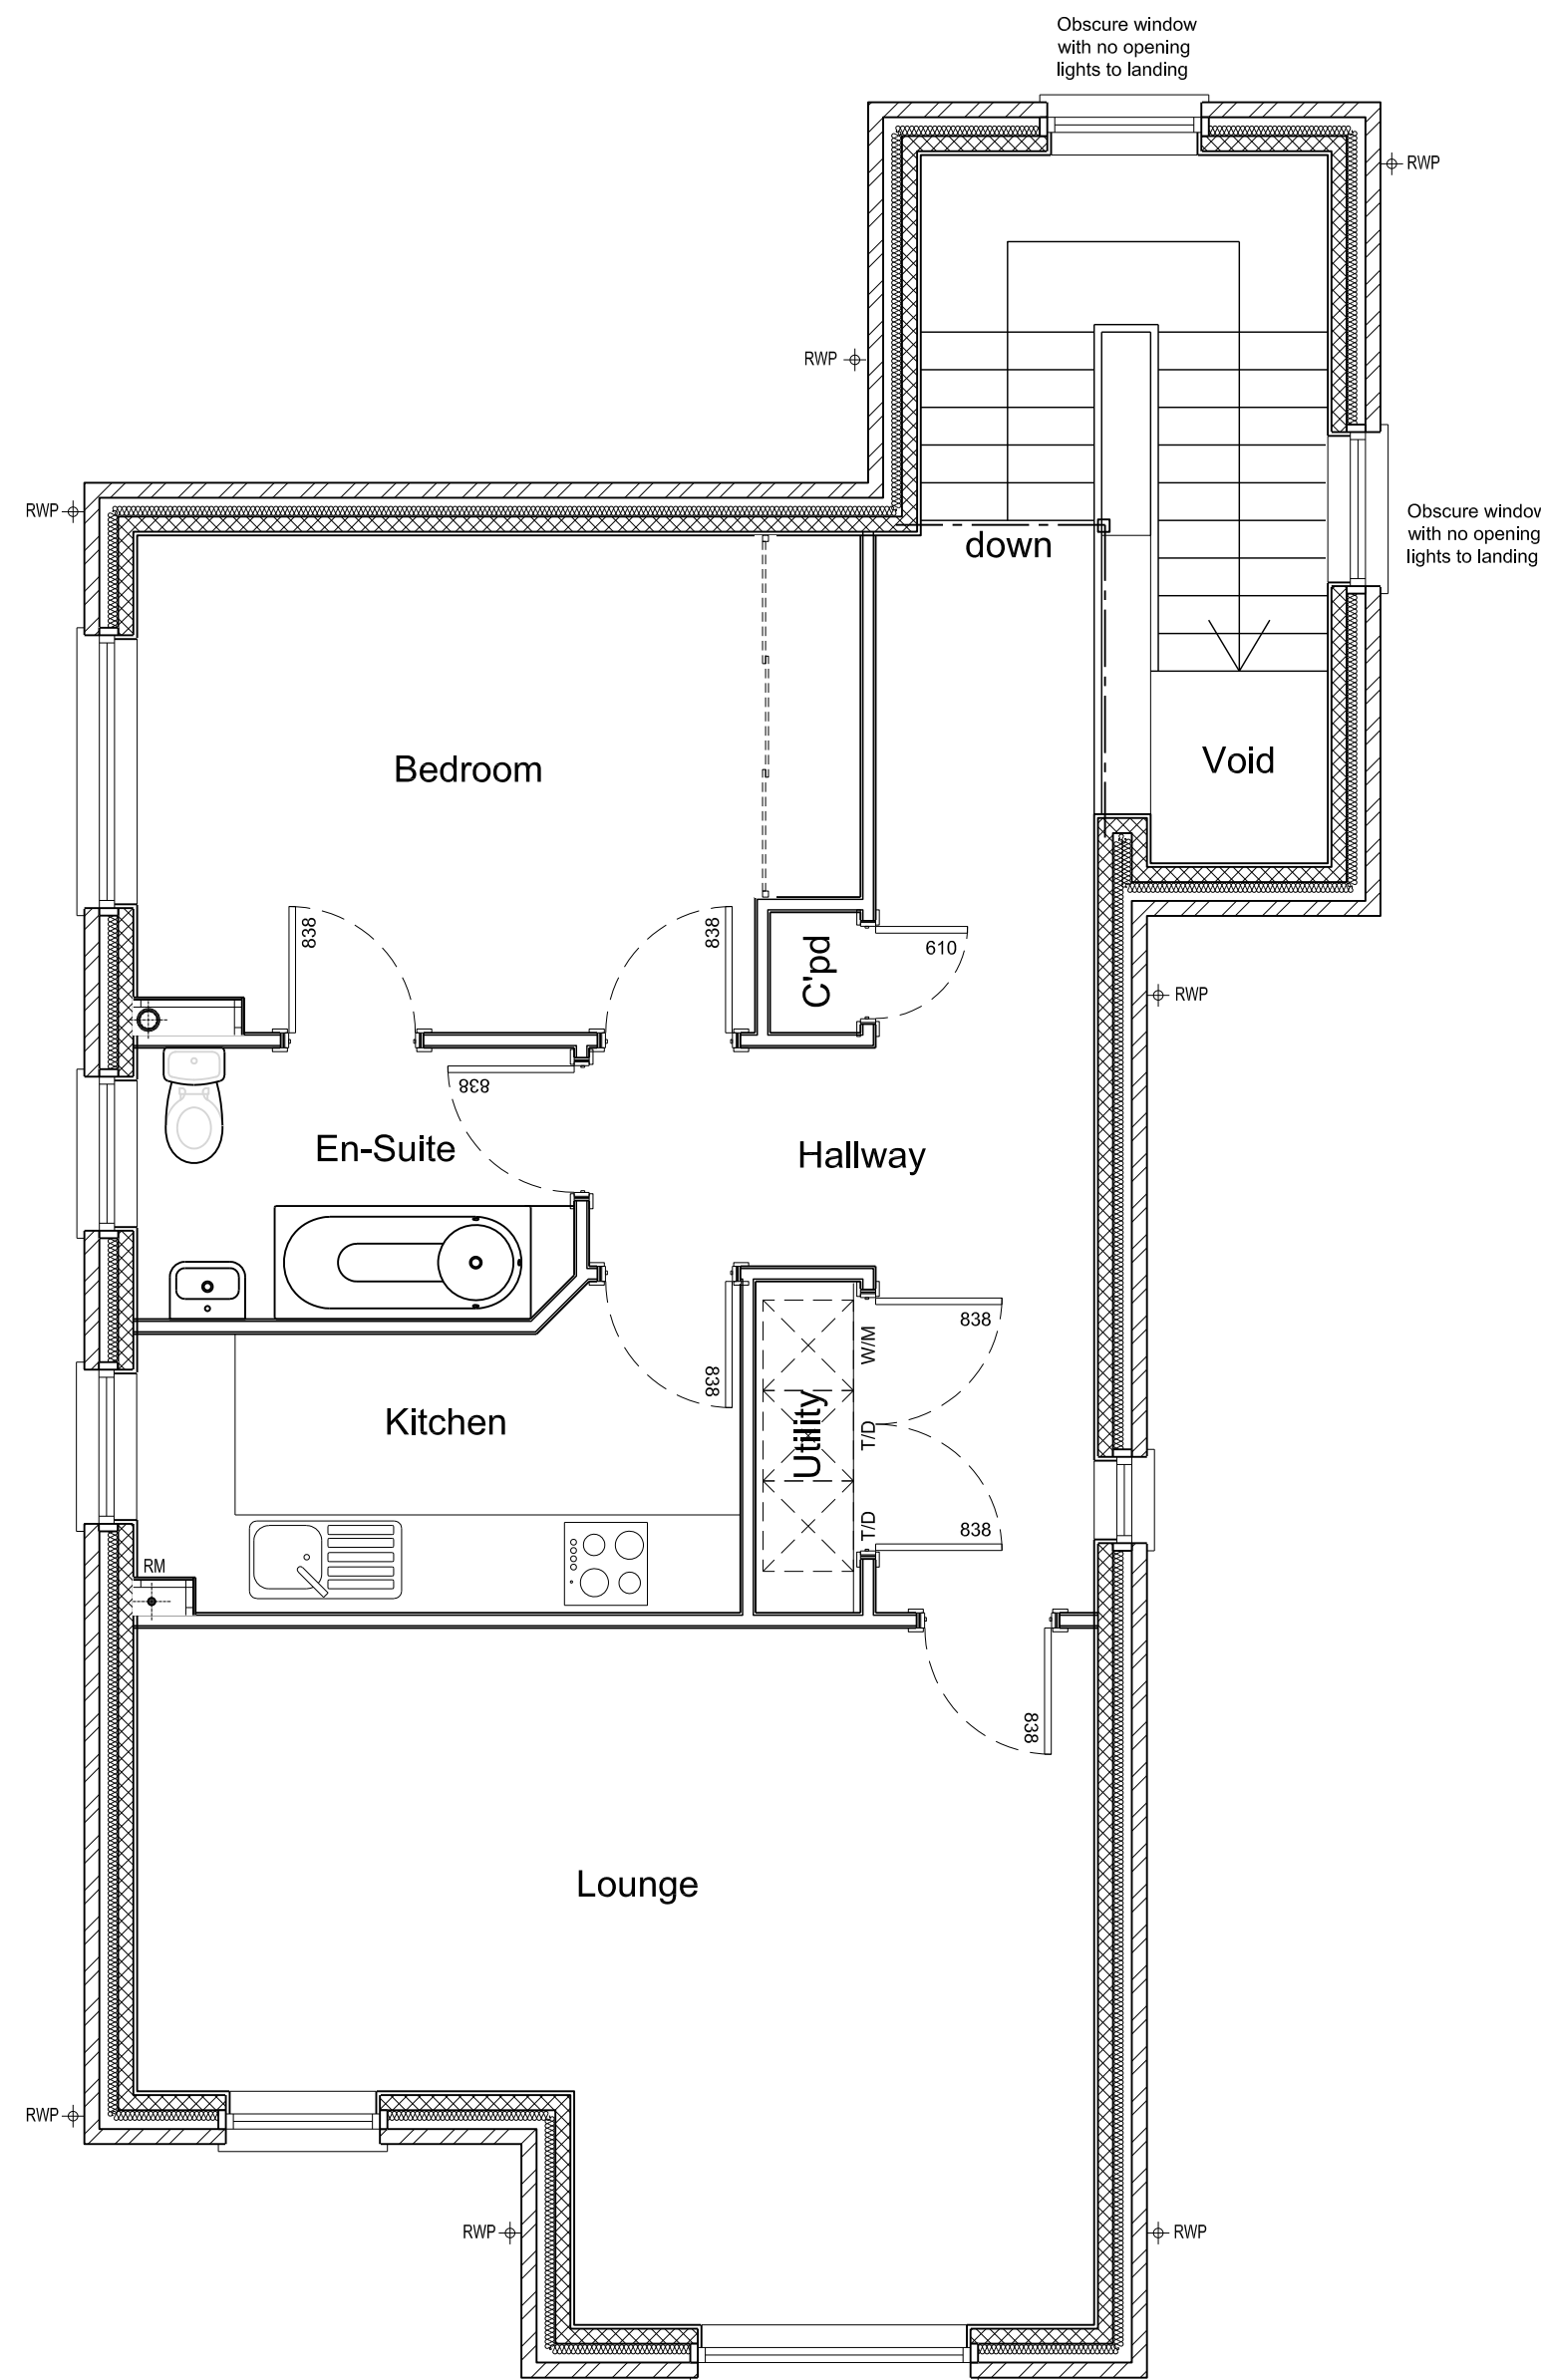 Obscure window
with no opening
lights to landing
RWP
RWP
RWP
Obscure window
with no opening
lights to landing
down
Void
Bedroom
838
838
C'pd
610
RWP
838
En-Suite
Hallway
838
W/M
838
Kitchen
Utility
T/D
T/D
838
RM
838
Lounge
RWP
RWP
RWP